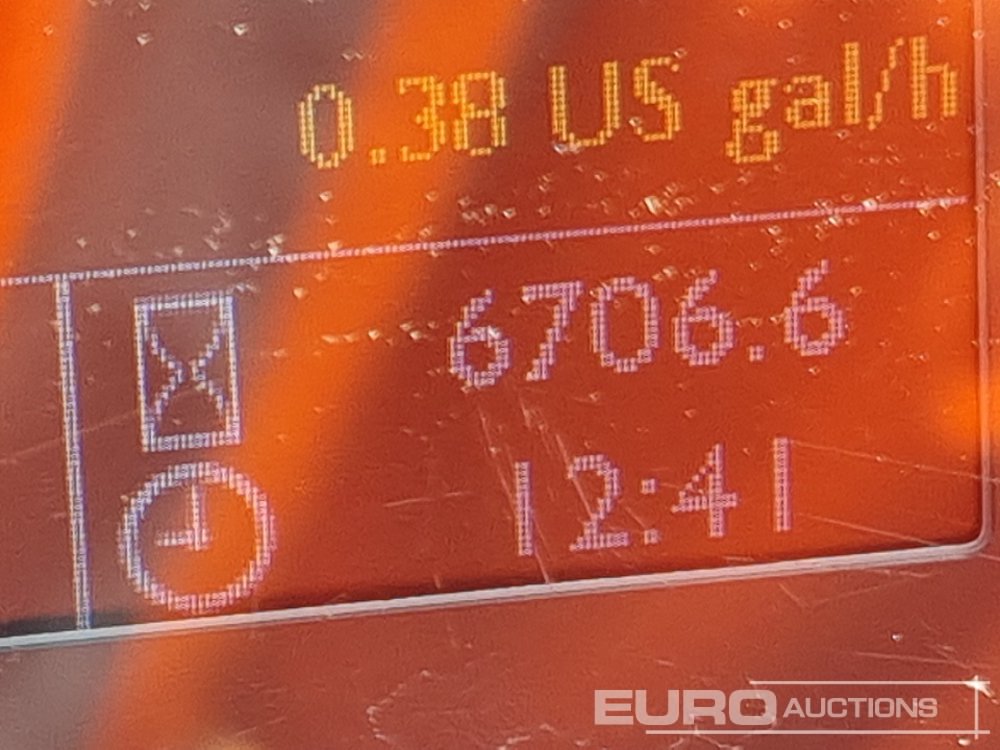 0.38 US gal/h
6706.6
12:41
EURO AUCTIONS